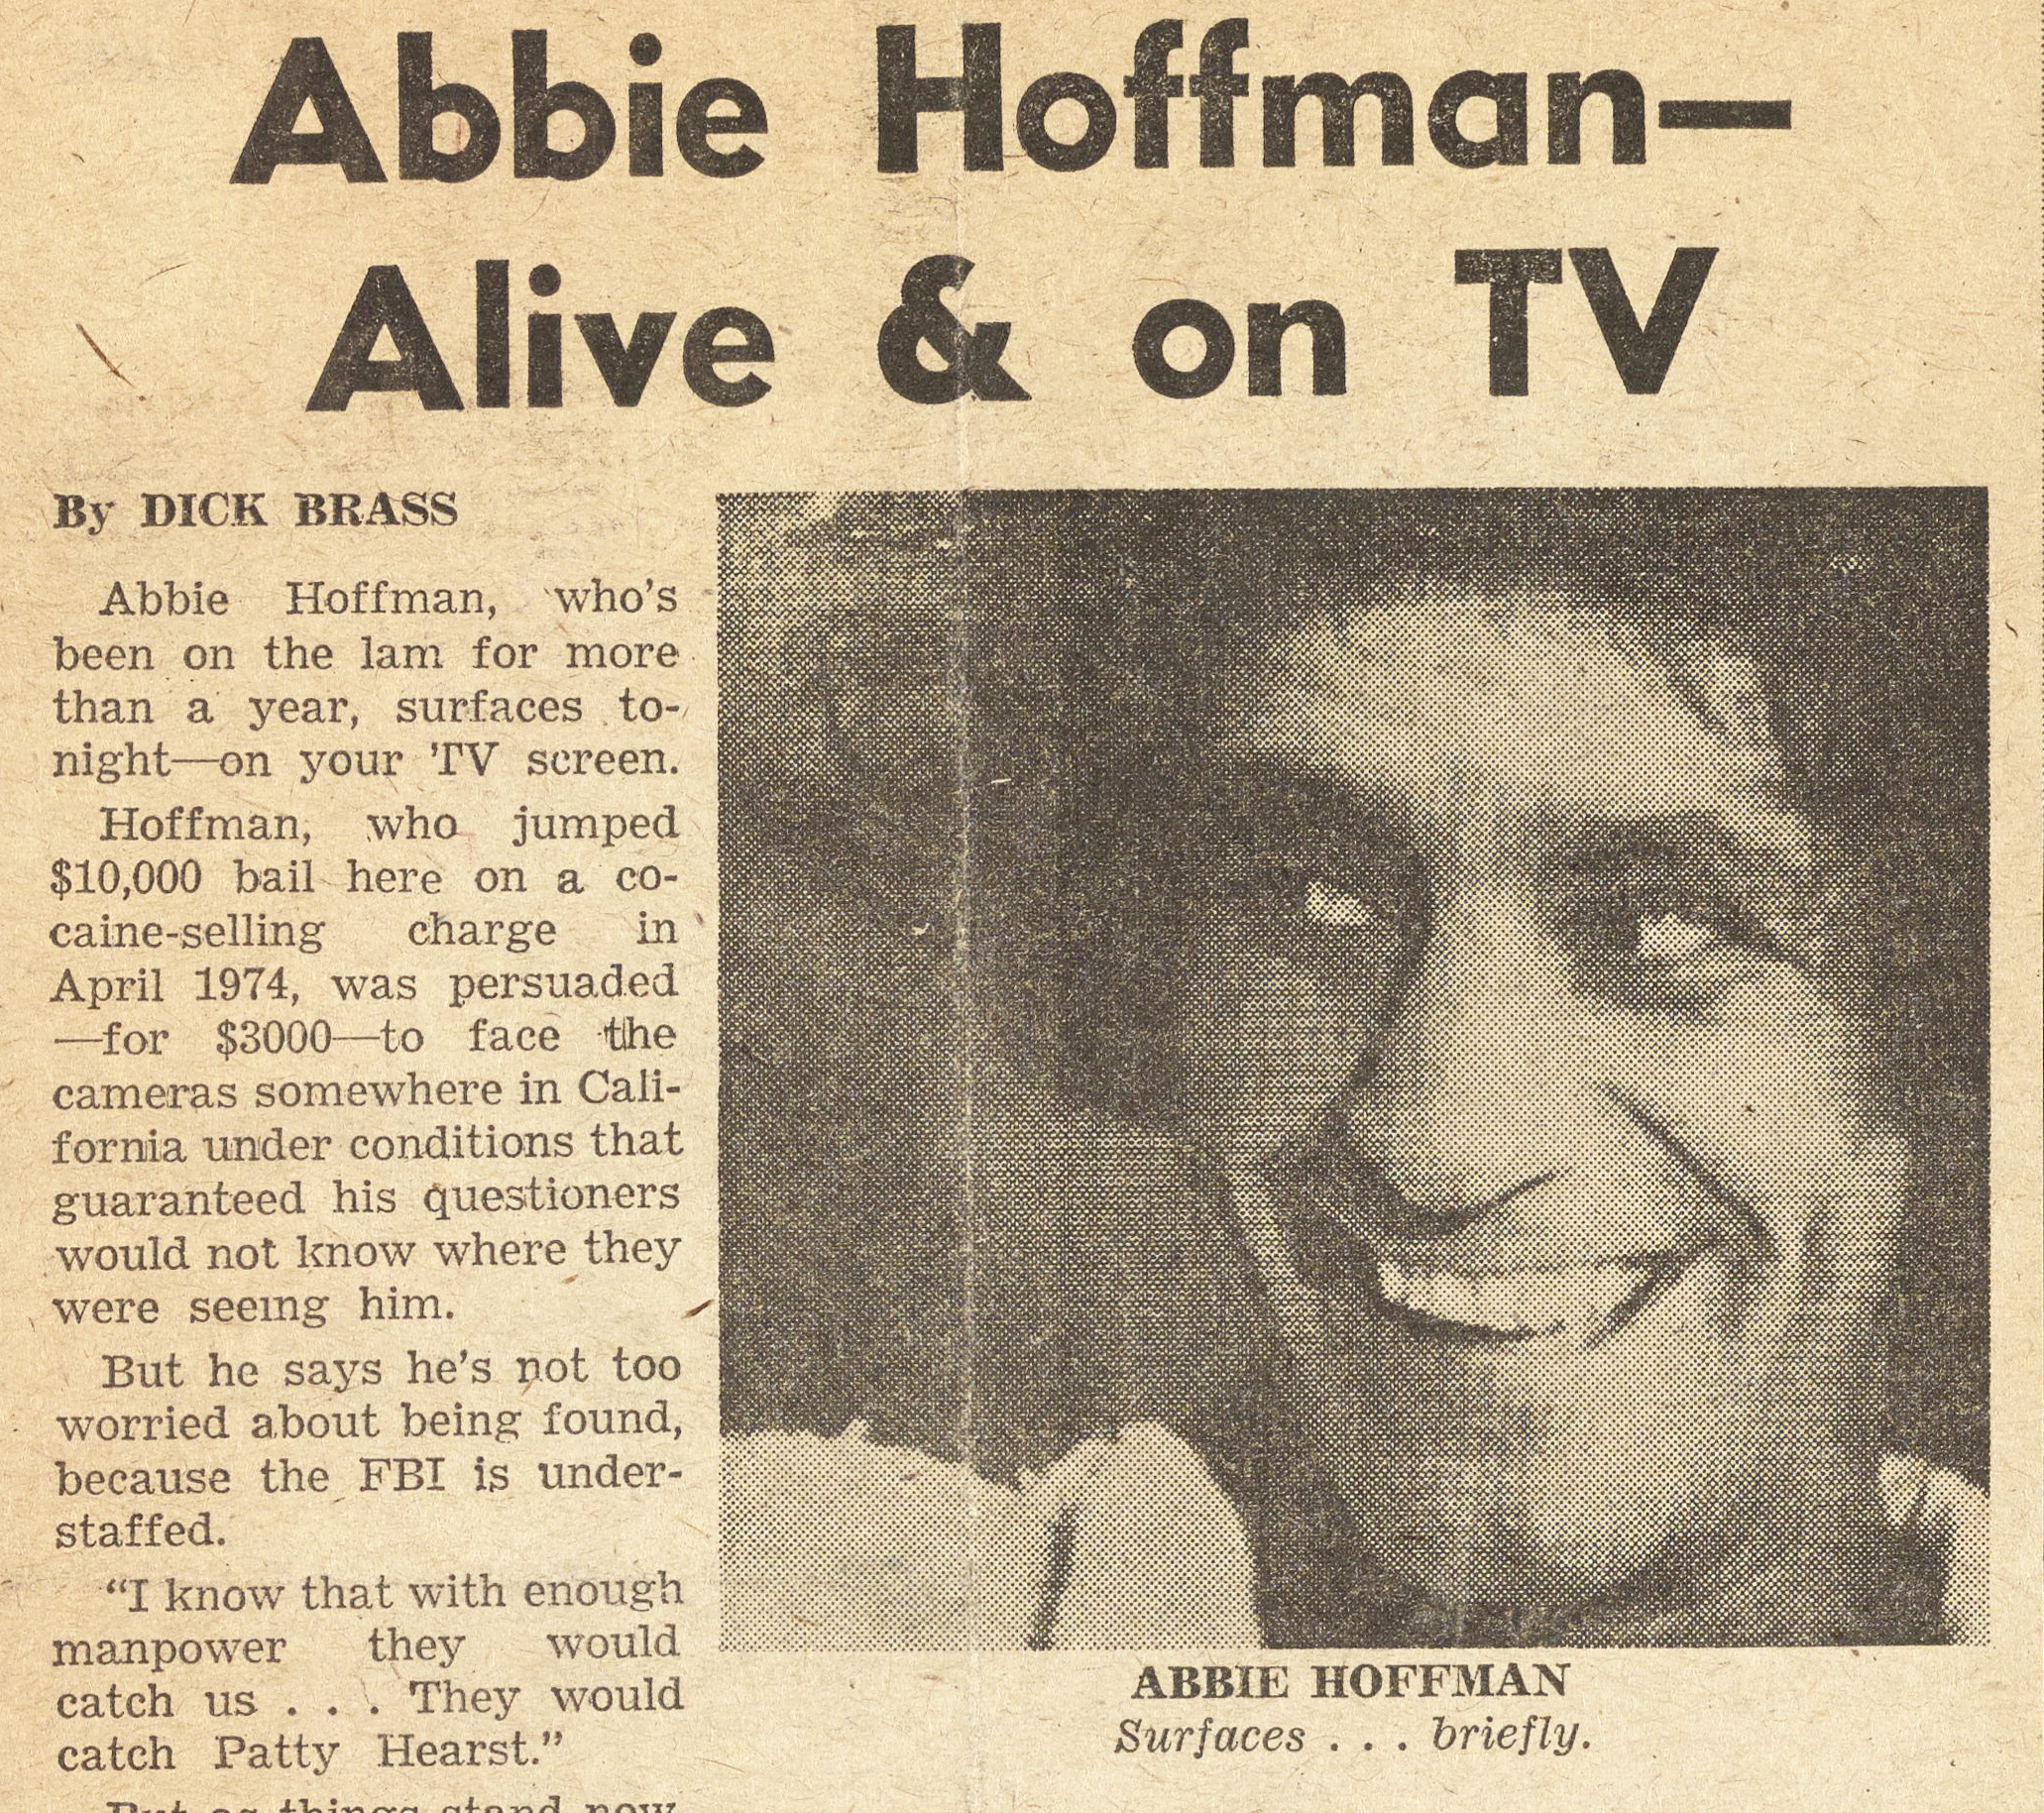 Abbie Hoffman—
Alive & on TV
By DICK BRASS
Abbie Hoffman, who's
been on the lam for more
than a year, surfaces to-
night—on your TV screen.
Hoffman, who jumped
$10,000 bail here on a co-
caine-selling charge in
April 1974, was persuaded
—for $3000—to face the
cameras somewhere in Cali-
fornia under conditions that
guaranteed his questioners
would not know where they
were seeing him.
But he says he's not too
worried about being found,
because the FBI is under-
staffed.
“I know that with enough
manpower they would
catch us . . . They would
catch Patty Hearst.”
But as things stand now,
ABBIE HOFFMAN
Surfaces . . . briefly.